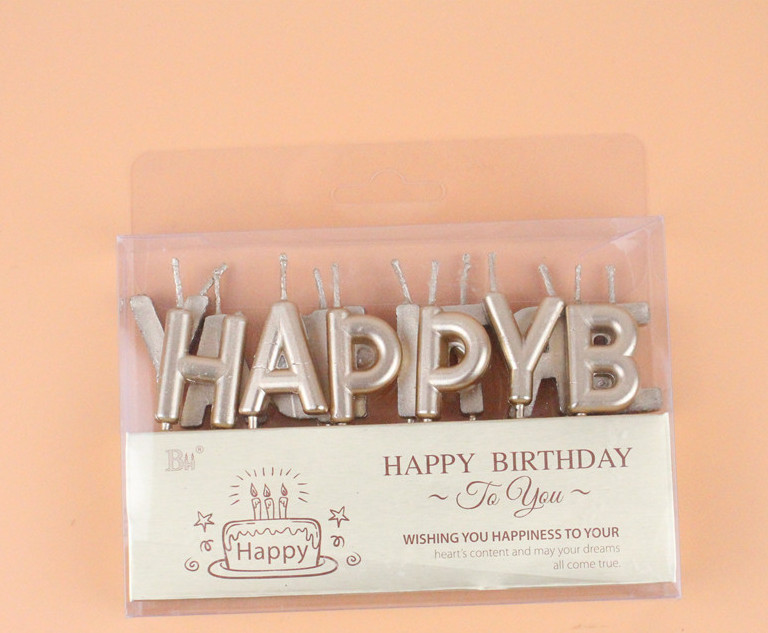 HAPPYB
BH®
HAPPY BIRTHDAY
~ To You ~
Happy
WISHING YOU HAPPINESS TO YOUR
heart's content and may your dreams
all come true.